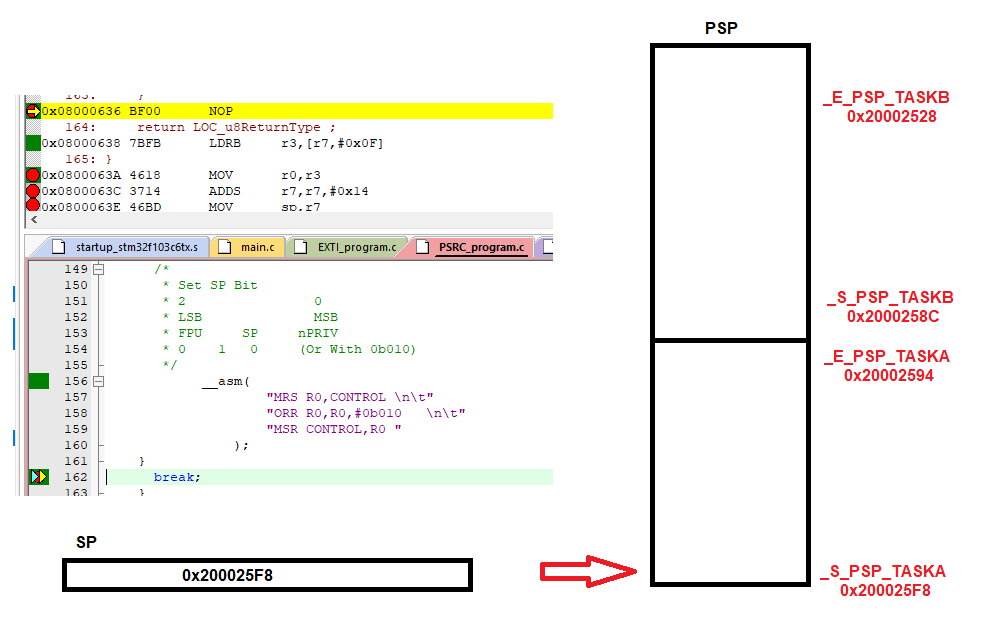 PSP
_E_PSP_TASKB
0x20002528
_S_PSP_TASKB
0x2000258C
_E_PSP_TASKA
0x20002594
_S_PSP_TASKA
0x200025F8
163: }
0x08000636 BF00 NOP
164: return LOC_u8ReturnType ;
0x08000638 7BFB LDRB r3,[r7,#0x0F]
165: }
0x0800063A 4618 MOV r0,r3
0x0800063C 3714 ADDS r7,r7,#0x14
0x0800063E 46BD MOV sp,r7
startup_stm32f103c6tx.s main.c EXTI_program.c PSRC_program.c
149 /*
150 * Set SP Bit
151 * 2 0
152 * LSB MSB
153 * FPU SP nPRIV
154 * 0 1 0 (Or With 0b010)
155 */
156 __asm(
157 "MRS R0,CONTROL \n\t"
158 "ORR R0,R0,#0b010 \n\t"
159 "MSR CONTROL,R0 "
160 );
161 }
162 break;
163 }
SP
0x200025F8